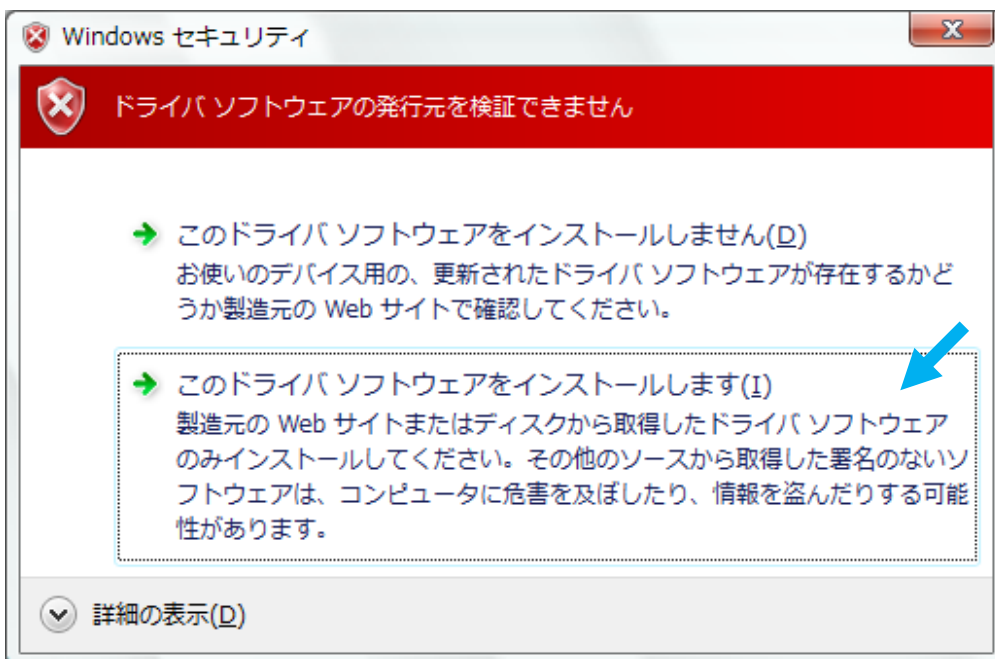 Windows セキュリティ
ドライバ ソフトウェアの発行元を検証できません
このドライバ ソフトウェアをインストールしません(D)
お使いのデバイス用の、更新されたドライバ ソフトウェアが存在するかど
うか製造元の Web サイトで確認してください。
このドライバ ソフトウェアをインストールします(I)
製造元の Web サイトまたはディスクから取得したドライバ ソフトウェア
のみインストールしてください。その他のソースから取得した署名のないソ
フトウェアは、コンピュータに危害を及ぼしたり、情報を盗んだりする可能
性があります。
詳細の表示(D)